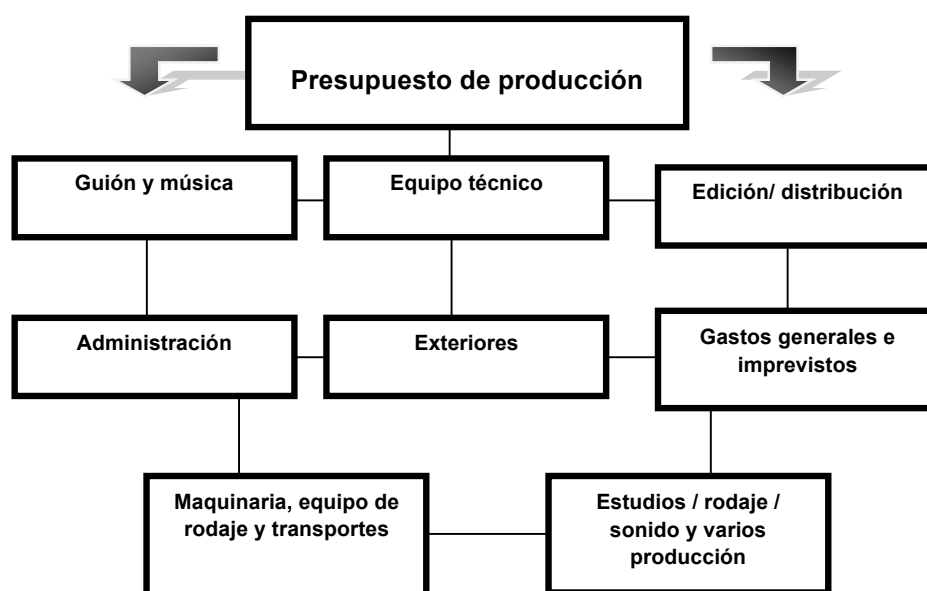 Presupuesto de producción
Guión y música
Equipo técnico
Edición/ distribución
Administración
Exteriores
Gastos generales e
imprevistos
Maquinaria, equipo de
rodaje y transportes
Estudios / rodaje /
sonido y varios
producción